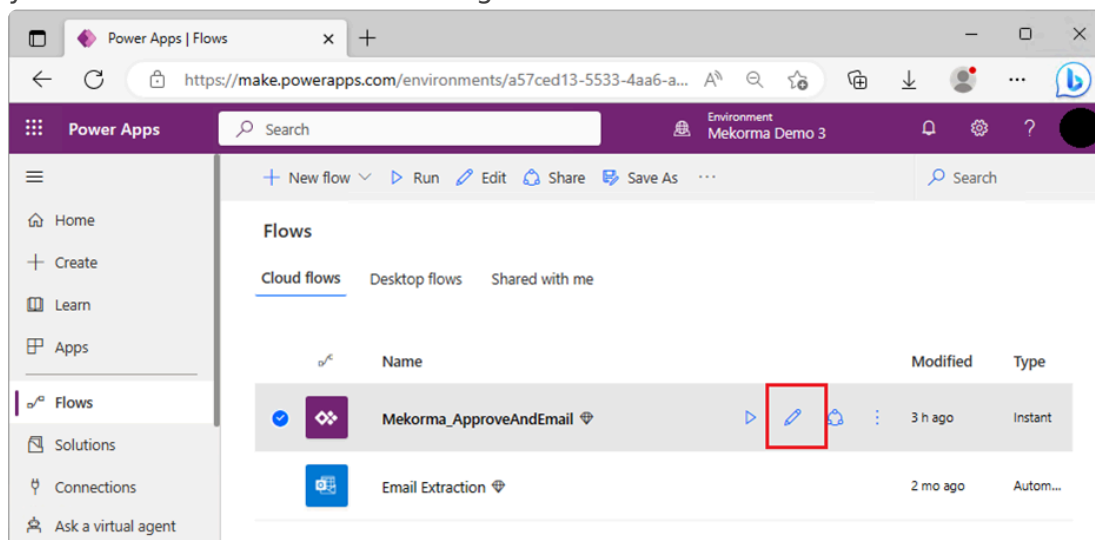 Power Apps | Flows
https://make.powerapps.com/environments/a57ced13-5533-4aa6-a...
Power Apps
Search
Environment
Mekorma Demo 3
New flow Run Edit Share Save As ...
Search
Home
Create
Learn
Apps
Flows
Solutions
Connections
Ask a virtual agent
Flows
Cloud flows Desktop flows Shared with me
Name Modified Type
Mekorma_ApproveAndEmail 3 h ago Instant
Email Extraction 2 mo ago Autom...